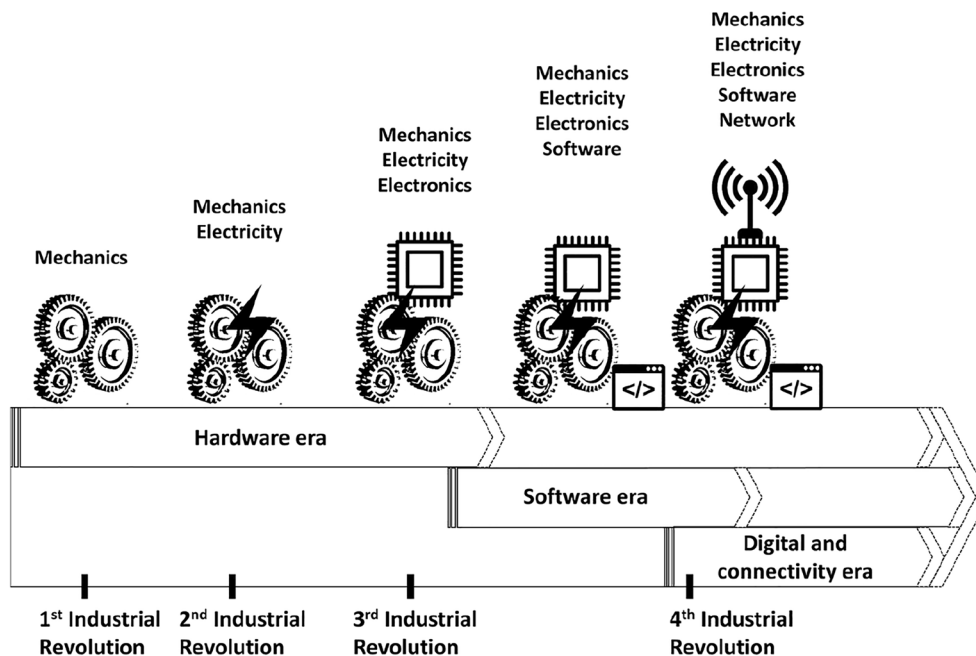 Mechanics
Mechanics
Electricity
Mechanics
Electricity
Electronics
Mechanics
Electricity
Electronics
Software
Mechanics
Electricity
Electronics
Software
Network
</>
</>
Hardware era
Software era
Digital and
connectivity era
1st Industrial
Revolution
2nd Industrial
Revolution
3rd Industrial
Revolution
4th Industrial
Revolution